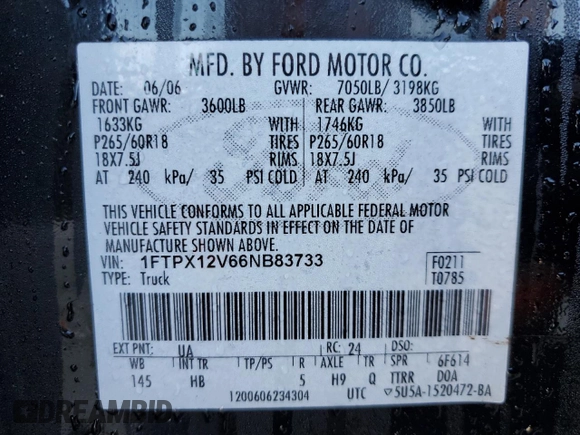 MFD. BY FORD MOTOR CO.
DATE: 06/06 GVWR: 7050LB/ 3198KG
FRONT GAWR: 3600LB REAR GAWR: 3850LB
1633KG WITH 1746KG WITH
P265/60R18 TIRES P265/60R18 TIRES
18X7.5J RIMS 18X7.5J RIMS
AT 240 kPa/ 35 PSI COLD AT 240 kPa/ 35 PSI COLD
THIS VEHICLE CONFORMS TO ALL APPLICABLE FEDERAL MOTOR
VEHICLE SAFETY STANDARDS IN EFFECT ON THE DATE OF
MANUFACTURE SHOWN ABOVE.
VIN: 1FTPX12V66NB83733 F0211
TYPE: Truck T0785
EXT PNT: UA RC: 24 DSO:
WB INT TR TP/PS R AXLE TR SPR 6F614
145 HB 5 H9 Q TTRR DOA
1200606234304 UTC 5U5A-1520472-BA
DREAMBID